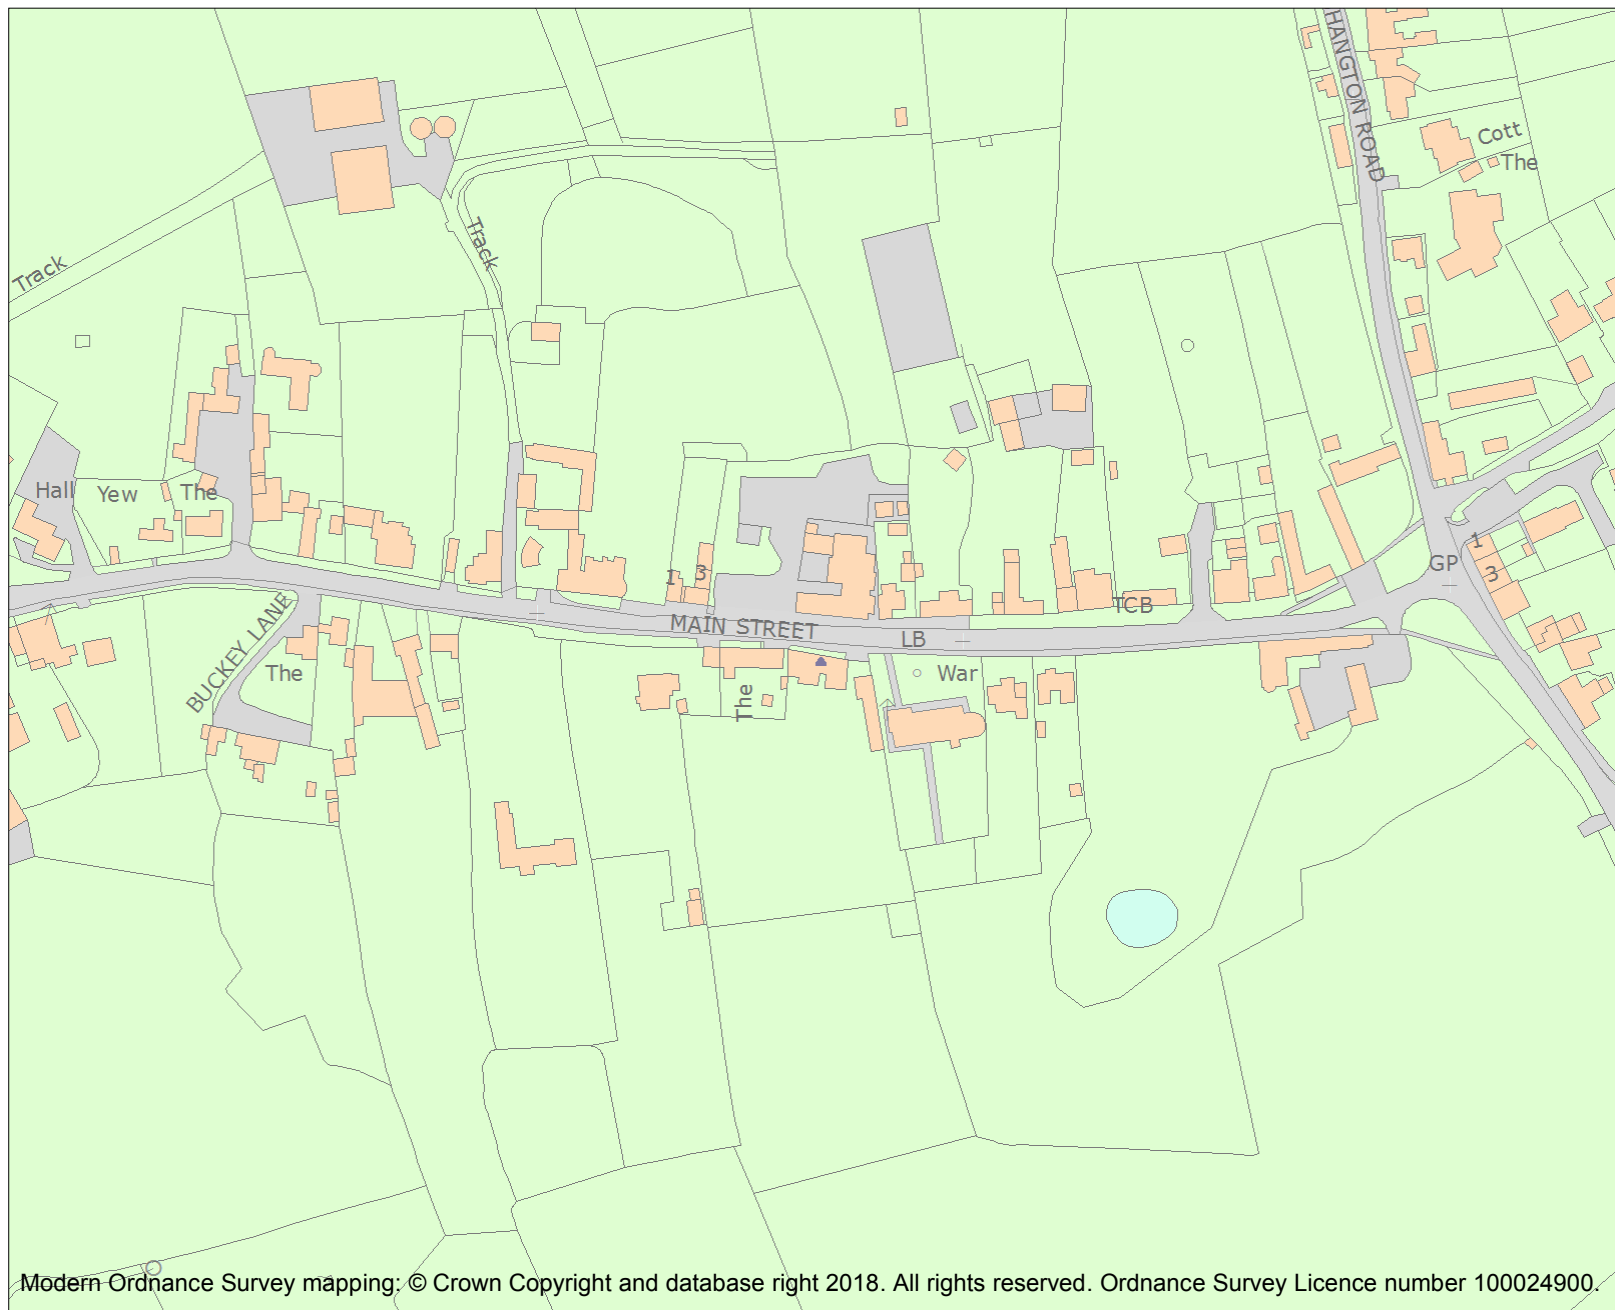 HANGTON ROAD
Cott
The
Track
Track
Hall
Yew
The
1
3
GP
1
3
TCB
MAIN STREET
LB
BUCKEY LANE
The
The
War
Modern Ordnance Survey mapping: © Crown Copyright and database right 2018. All rights reserved. Ordnance Survey Licence number 100024900.